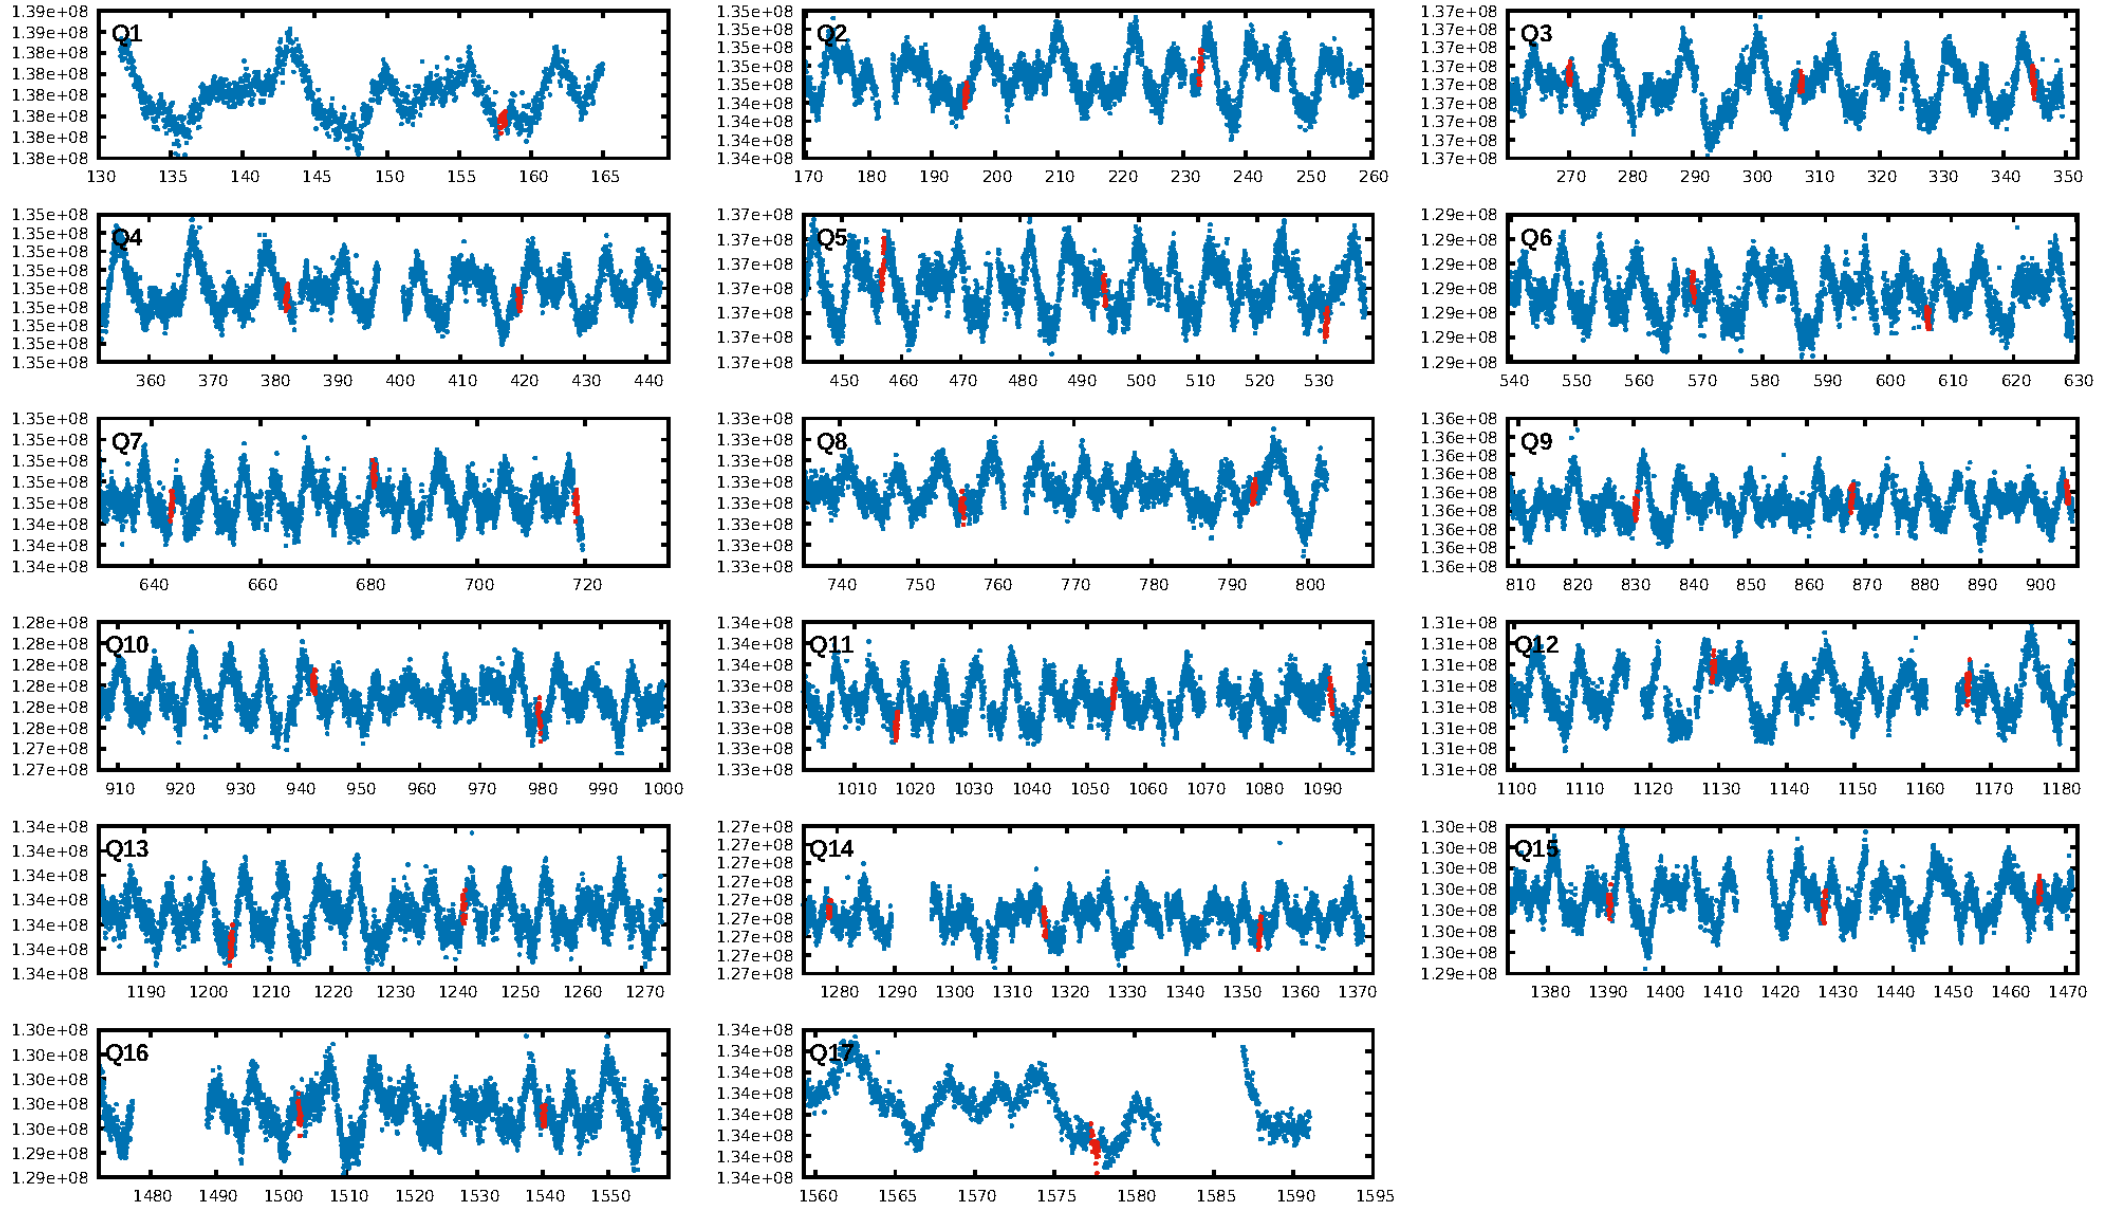 1.39e+08
1.39e+08
1.38e+08
1.38e+08
1.38e+08
1.38e+08
1.38e+08
1.38e+08
Q1
130 135 140 145 150 155 160 165
1.35e+08
1.35e+08
1.35e+08
1.35e+08
1.35e+08
1.34e+08
1.34e+08
1.34e+08
1.34e+08
Q2
170 180 190 200 210 220 230 240 250 260
1.37e+08
1.37e+08
1.37e+08
1.37e+08
1.37e+08
1.37e+08
1.37e+08
1.37e+08
1.37e+08
Q3
270 280 290 300 310 320 330 340 350
1.35e+08
1.35e+08
1.35e+08
1.35e+08
1.35e+08
1.35e+08
1.35e+08
1.35e+08
1.35e+08
Q4
360 370 380 390 400 410 420 430 440
1.37e+08
1.37e+08
1.37e+08
1.37e+08
1.37e+08
1.37e+08
1.37e+08
Q5
450 460 470 480 490 500 510 520 530
1.29e+08
1.29e+08
1.29e+08
1.29e+08
1.29e+08
1.29e+08
1.29e+08
Q6
540 550 560 570 580 590 600 610 620 630
1.35e+08
1.35e+08
1.35e+08
1.35e+08
1.35e+08
1.34e+08
1.34e+08
1.34e+08
Q7
640 660 680 700 720
1.33e+08
1.33e+08
1.33e+08
1.33e+08
1.33e+08
1.33e+08
1.33e+08
1.33e+08
Q8
740 750 760 770 780 790 800
1.36e+08
1.36e+08
1.36e+08
1.36e+08
1.36e+08
1.36e+08
1.36e+08
1.36e+08
1.36e+08
Q9
810 820 830 840 850 860 870 880 890 900
1.28e+08
1.28e+08
1.28e+08
1.28e+08
1.28e+08
1.28e+08
1.27e+08
1.27e+08
Q10
910 920 930 940 950 960 970 980 990 1000
1.34e+08
1.34e+08
1.34e+08
1.33e+08
1.33e+08
1.33e+08
1.33e+08
1.33e+08
Q11
1010 1020 1030 1040 1050 1060 1070 1080 1090
1.31e+08
1.31e+08
1.31e+08
1.31e+08
1.31e+08
1.31e+08
1.31e+08
1.31e+08
Q12
1100 1110 1120 1130 1140 1150 1160 1170 1180
1.34e+08
1.34e+08
1.34e+08
1.34e+08
1.34e+08
1.34e+08
1.34e+08
Q13
1190 1200 1210 1220 1230 1240 1250 1260 1270
1.27e+08
1.27e+08
1.27e+08
1.27e+08
1.27e+08
1.27e+08
1.27e+08
1.27e+08
1.27e+08
Q14
1280 1290 1300 1310 1320 1330 1340 1350 1360 1370
1.30e+08
1.30e+08
1.30e+08
1.30e+08
1.30e+08
1.30e+08
1.30e+08
1.29e+08
Q15
1380 1390 1400 1410 1420 1430 1440 1450 1460 1470
1.30e+08
1.30e+08
1.30e+08
1.30e+08
1.30e+08
1.29e+08
1.29e+08
Q16
1480 1490 1500 1510 1520 1530 1540 1550
1.34e+08
1.34e+08
1.34e+08
1.34e+08
1.34e+08
1.34e+08
1.34e+08
1.34e+08
Q17
1560 1565 1570 1575 1580 1585 1590 1595